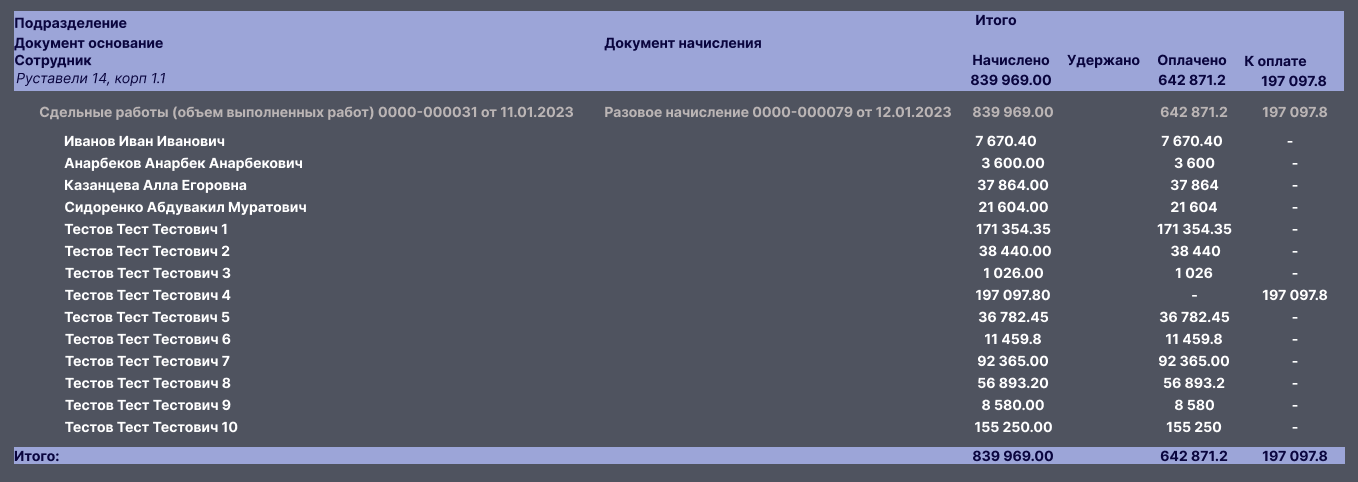 Подразделение Итого
Документ основание Документ начисления
Сотрудник Начислено Удержано Оплачено К оплате
Руставели 14, корп 1.1 839 969.00 642 871.2 197 097.8
Сдельные работы (объем выполненных работ) 0000-000031 от 11.01.2023 Разовое начисление 0000-000079 от 12.01.2023 839 969.00 642 871.2 197 097.8
Иванов Иван Иванович 7 670.40 7 670.40 -
Анарбеков Анарбек Анарбекович 3 600.00 3 600 -
Казанцева Алла Егоровна 37 864.00 37 864 -
Сидоренко Абдувакил Муратович 21 604.00 21 604 -
Тестов Тест Тестович 1 171 354.35 171 354.35 -
Тестов Тест Тестович 2 38 440.00 38 440 -
Тестов Тест Тестович 3 1 026.00 1 026 -
Тестов Тест Тестович 4 197 097.80 - 197 097.8
Тестов Тест Тестович 5 36 782.45 36 782.45 -
Тестов Тест Тестович 6 11 459.8 11 459.8 -
Тестов Тест Тестович 7 92 365.00 92 365.00 -
Тестов Тест Тестович 8 56 893.20 56 893.2 -
Тестов Тест Тестович 9 8 580.00 8 580 -
Тестов Тест Тестович 10 155 250.00 155 250 -
Итого: 839 969.00 642 871.2 197 097.8